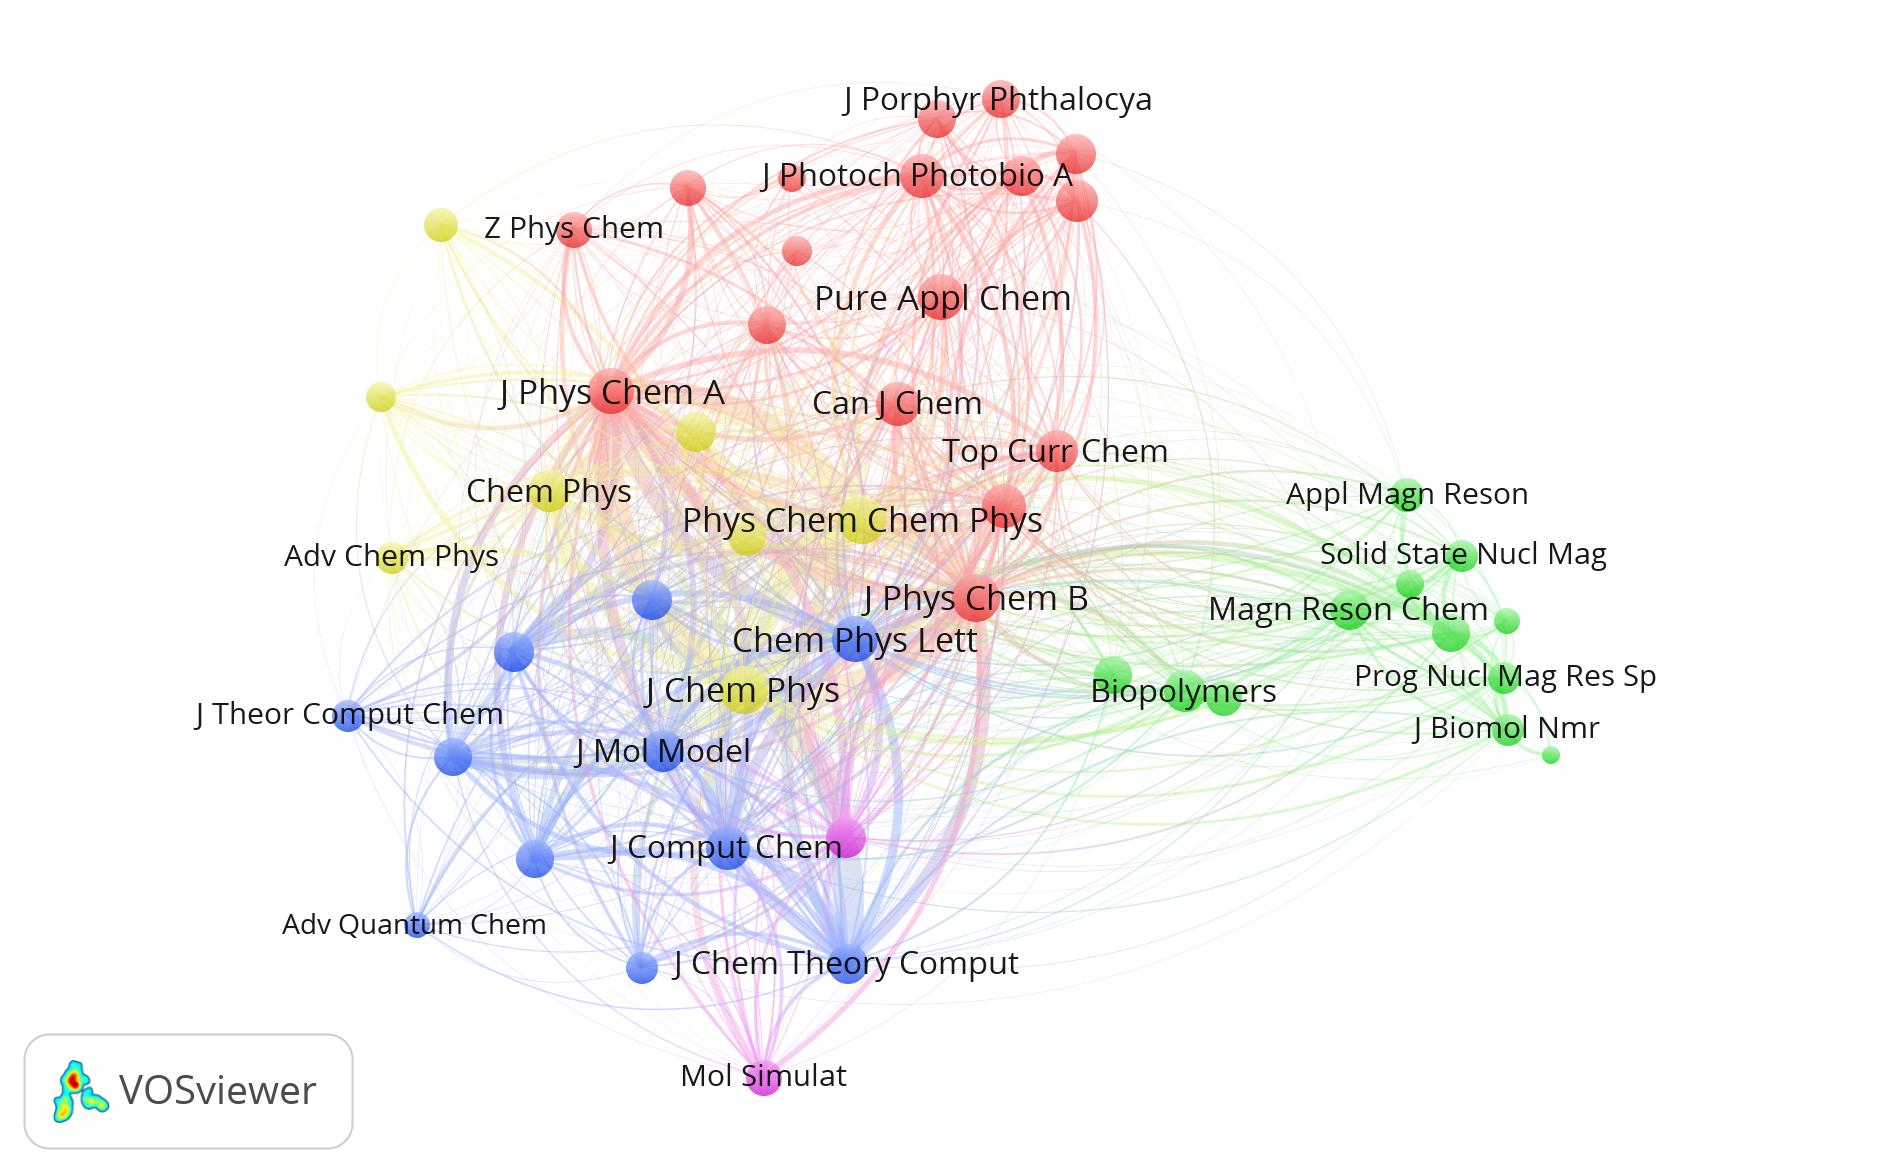 J Porphyr Phthalocya
J Photoch Photobio A
Z Phys Chem
Pure Appl Chem
J Phys Chem A
Can J Chem
Top Curr Chem
Chem Phys
Appl Magn Reson
Phys Chem Chem Phys
Adv Chem Phys
Solid State Nucl Mag
J Phys Chem B
Magn Reson Chem
Chem Phys Lett
Prog Nucl Mag Res Sp
J Chem Phys
Biopolymers
J Theor Comput Chem
J Biomol Nmr
J Mol Model
J Comput Chem
Adv Quantum Chem
J Chem Theory Comput
Mol Simulat
VOSviewer